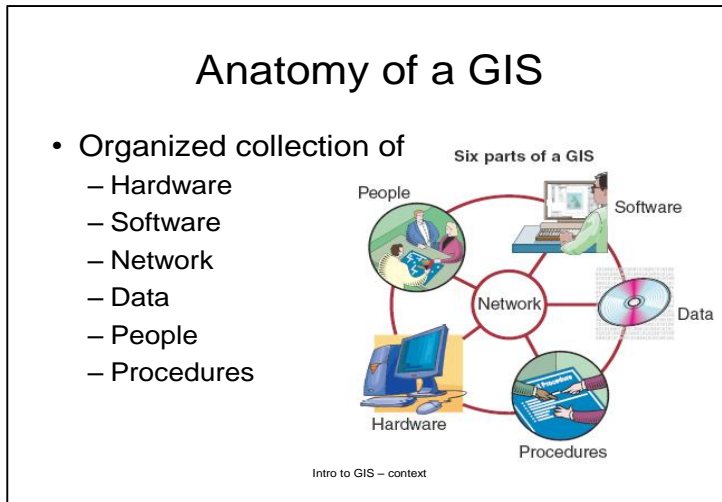 Anatomy of a GIS
• Organized collection of
– Hardware
– Software
– Network
– Data
– People
– Procedures
Six parts of a GIS
People
Software
Network
Data
Hardware
Procedures
Procedure
Intro to GIS – context